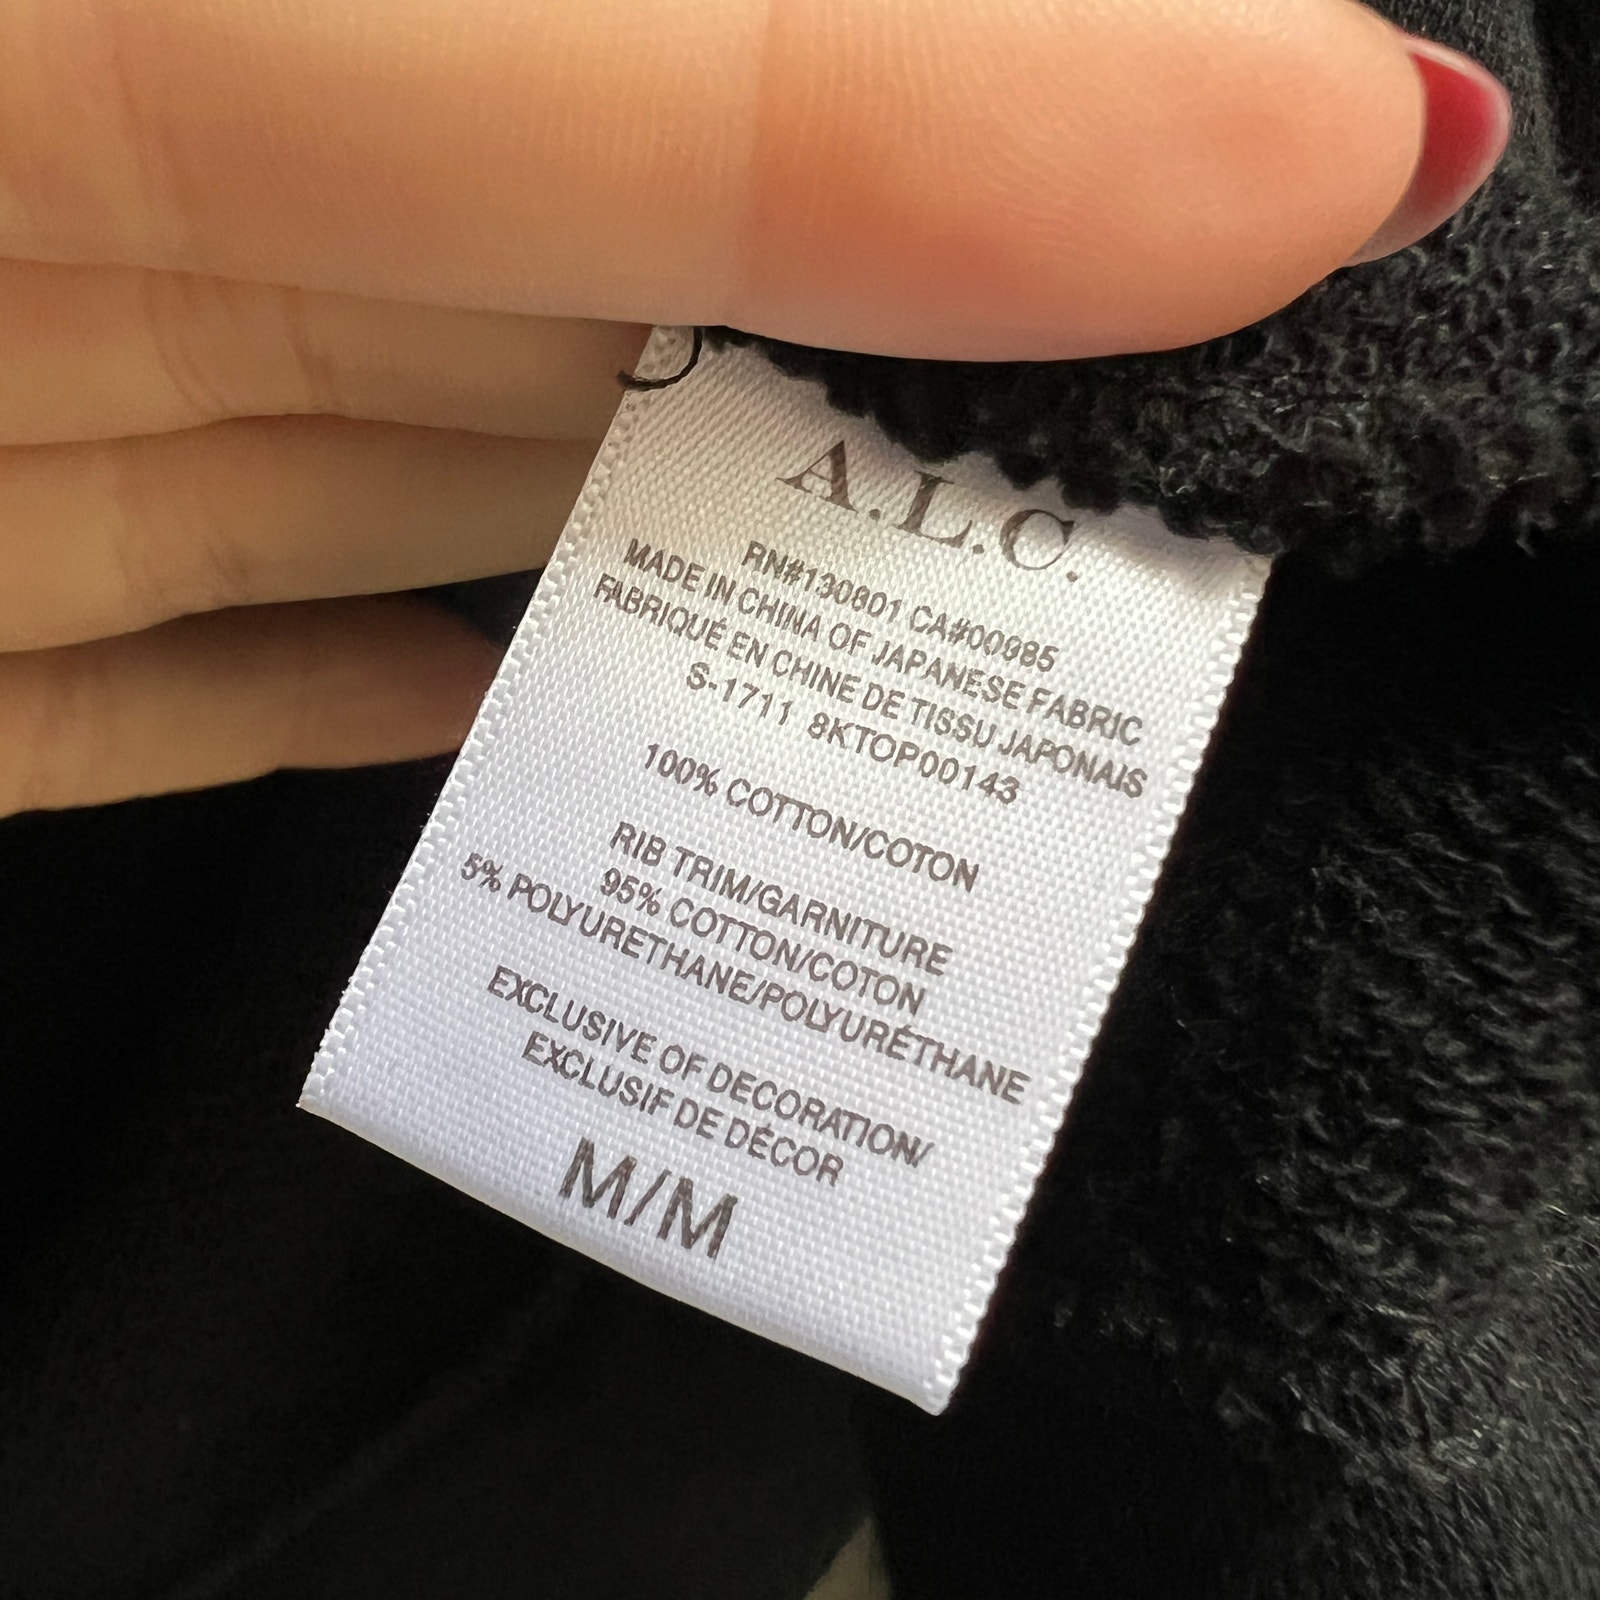 A.L.C.
RN#130801 CA#00985
MADE IN CHINA OF JAPANESE FABRIC
FABRIQUÉ EN CHINE DE TISSU JAPONAIS
S-1711 8KTOP00143
100% COTTON/COTON
RIB TRIM/GARNITURE
95% COTTON/COTON
5% POLYURETHANE/POLYURÉTHANE
EXCLUSIVE OF DECORATION/
EXCLUSIF DE DÉCOR
M/M